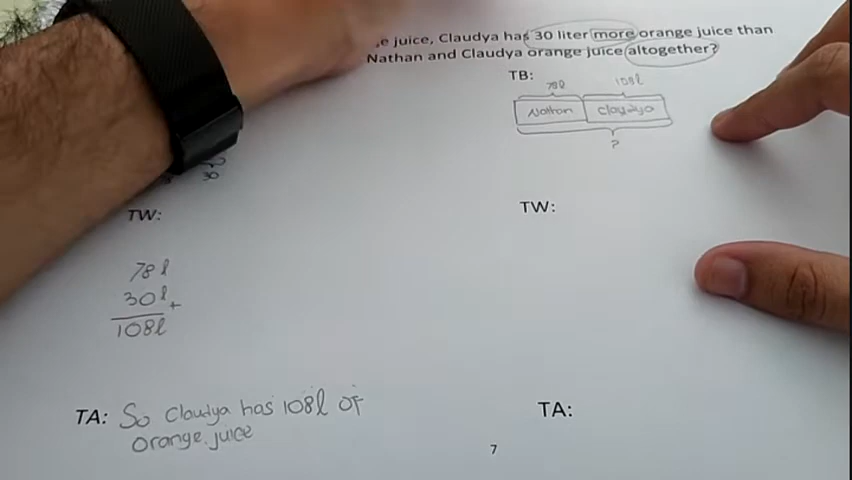 e juice, Claudya has 30 liter more orange juice than
Nathan and Claudya orange juice altogether?
TB:
78l 108l
Nathan Claudya
?
30
TW:
TW:
78l
30l +
108l
TA: So Claudya has 108l of
orange juice
TA:
7